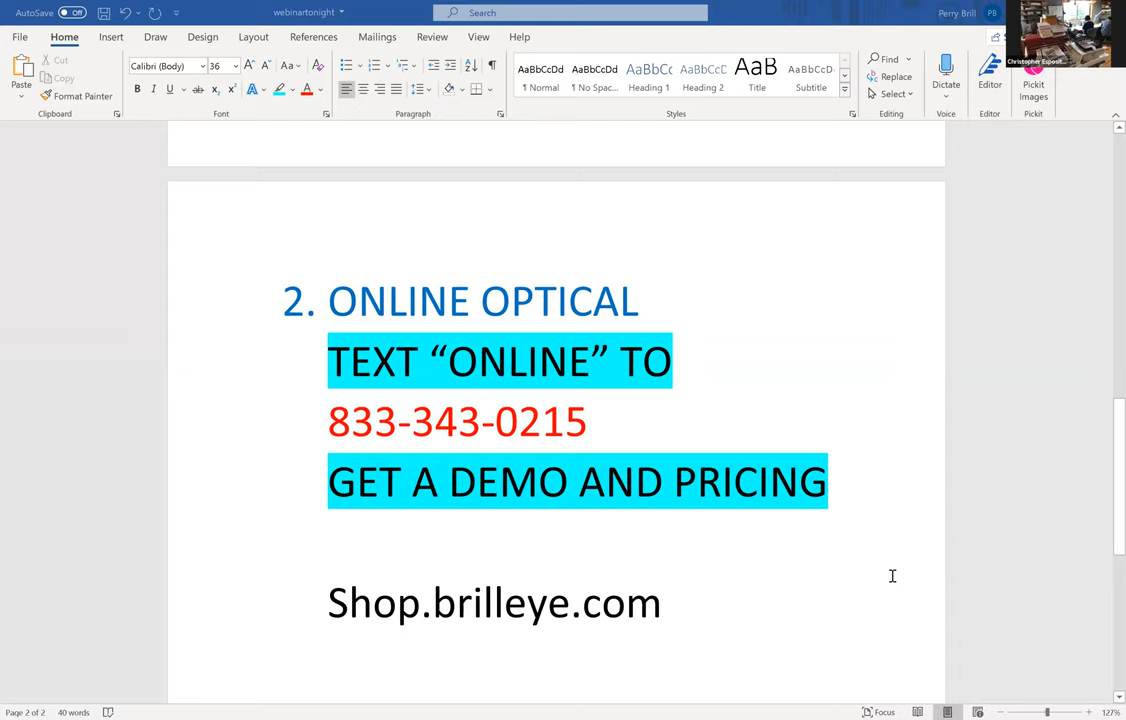 AutoSave Off webinartonight Search Perry Brill PB
File Home Insert Draw Design Layout References Mailings Review View Help
Christopher Esposit...
Paste Cut Copy Format Painter
Calibri (Body) 36
AaBbCcDd AaBbCcDd AaBbCc AaBbCcD AaB AaBbCcD
¶ Normal ¶ No Spac... Heading 1 Heading 2 Title Subtitle
Find Replace Select
Dictate Editor Pickit Images
Clipboard Font Paragraph Styles Editing Voice Editor Pickit
2. ONLINE OPTICAL
TEXT “ONLINE” TO
833-343-0215
GET A DEMO AND PRICING
Shop.brilleye.com
Page 2 of 2 40 words Focus 127%